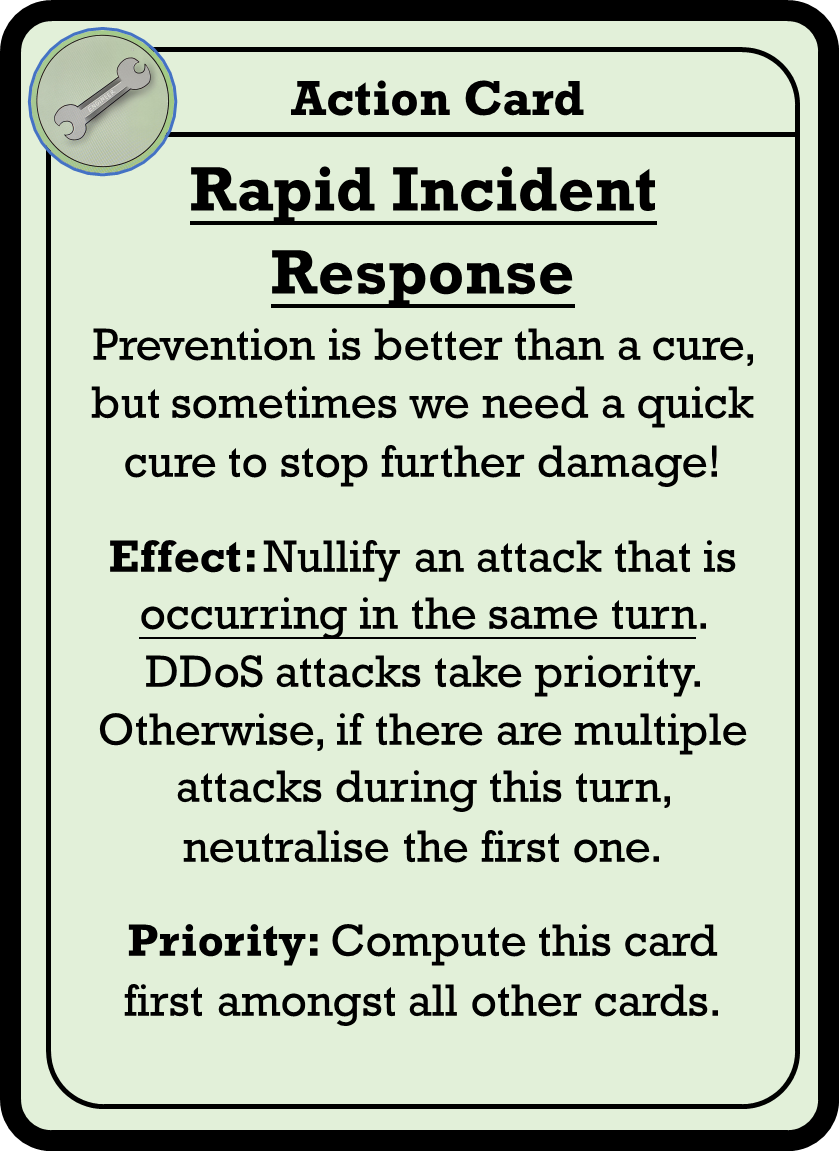 Action Card
Rapid Incident
Response
Prevention is better than a cure,
but sometimes we need a quick
cure to stop further damage!
Effect: Nullify an attack that is
occurring in the same turn.
DDoS attacks take priority.
Otherwise, if there are multiple
attacks during this turn,
neutralise the first one.
Priority: Compute this card
first amongst all other cards.